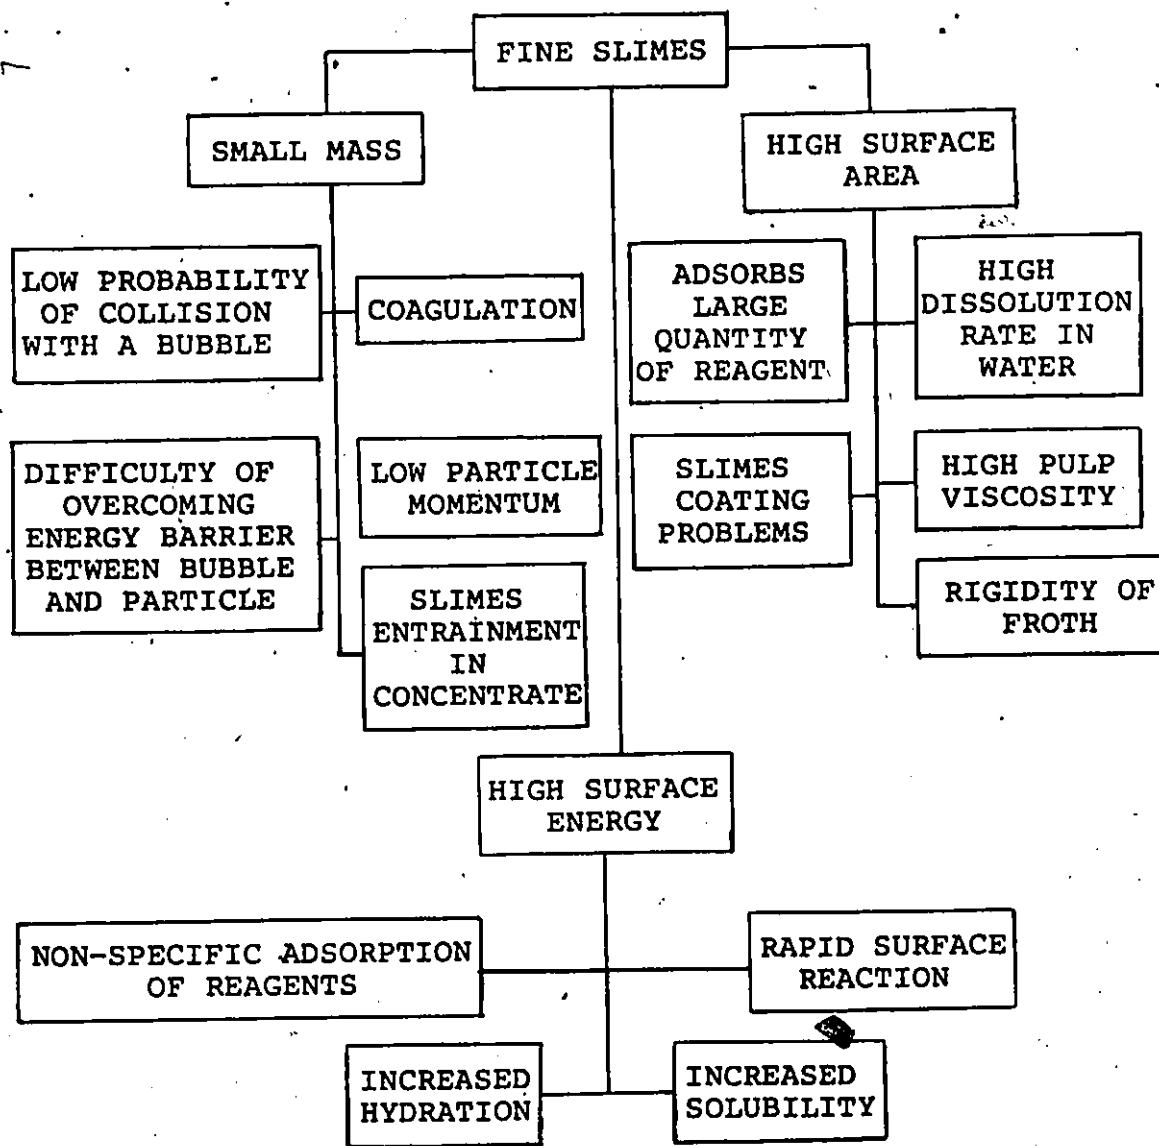 FINE SLIMES
SMALL MASS
HIGH SURFACE
AREA
LOW PROBABILITY
OF COLLISION
WITH A BUBBLE
COAGULATION
ADSORBS
LARGE
QUANTITY
OF REAGENT
HIGH
DISSOLUTION
RATE IN
WATER
DIFFICULTY OF
OVERCOMING
ENERGY BARRIER
BETWEEN BUBBLE
AND PARTICLE
LOW PARTICLE
MOMENTUM
SLIMES
COATING
PROBLEMS
HIGH PULP
VISCOSITY
SLIMES
ENTRAINMENT
IN
CONCENTRATE
RIGIDITY OF
FROTH
HIGH SURFACE
ENERGY
NON-SPECIFIC ADSORPTION
OF REAGENTS
RAPID SURFACE
REACTION
INCREASED
HYDRATION
INCREASED
SOLUBILITY